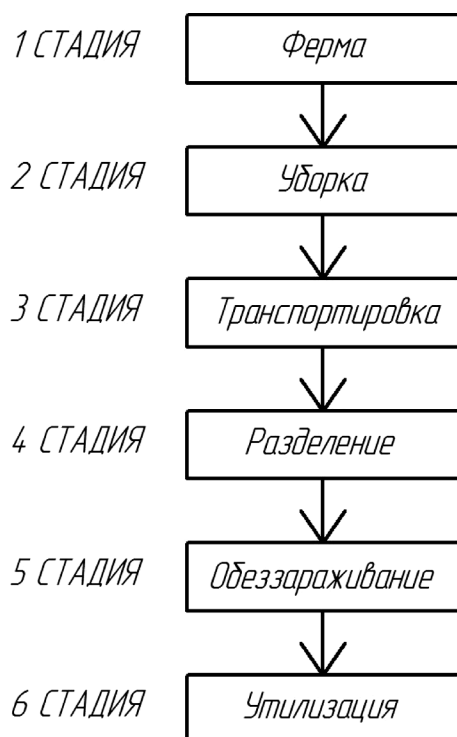 1 СТАДИЯ Ферма
2 СТАДИЯ Уборка
3 СТАДИЯ Транспортировка
4 СТАДИЯ Разделение
5 СТАДИЯ Обеззараживание
6 СТАДИЯ Утилизация